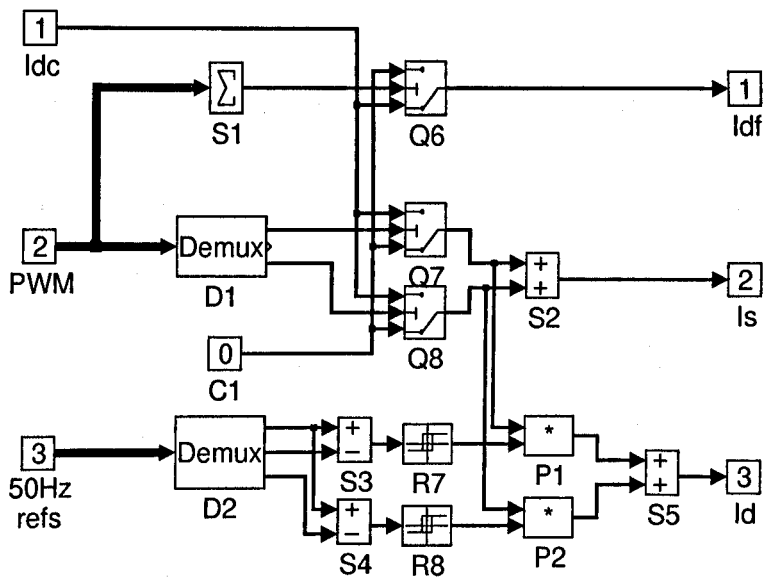 1
Idc
Σ
S1
Q6
1
Idf
2
PWM
Demux
D1
Q7
Q8
+
+
S2
2
Is
0
C1
3
50Hz
refs
Demux
D2
+
−
S3
R7
*
P1
+
−
S4
R8
*
P2
+
+
S5
3
Id